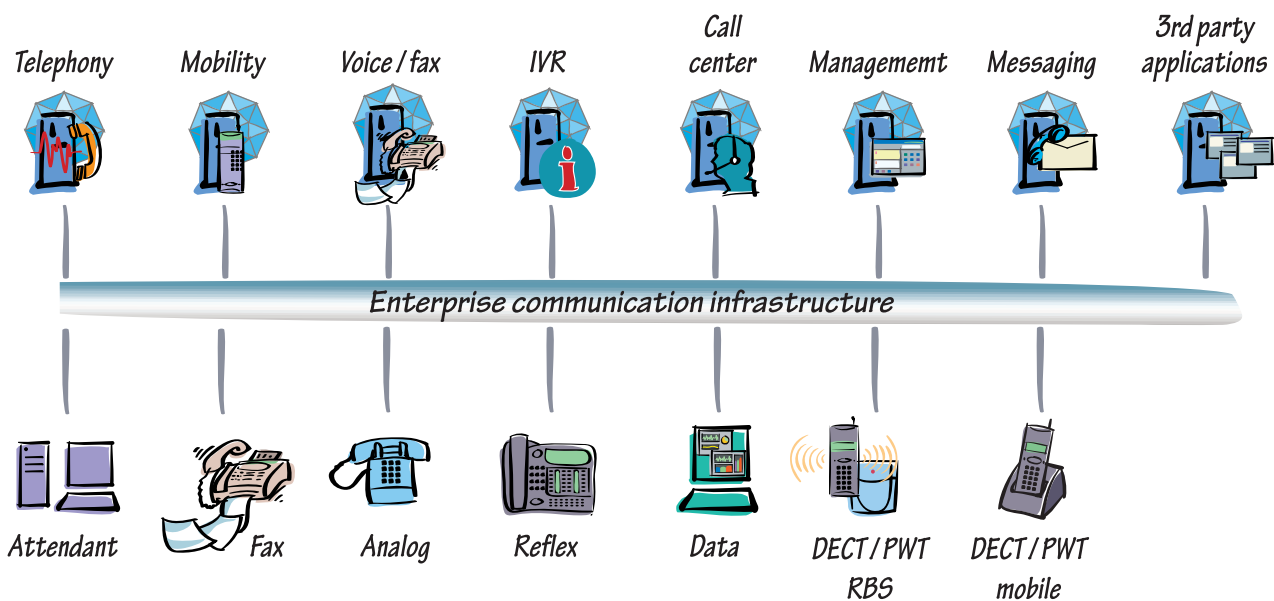 Telephony
Mobility
Voice / fax
IVR
Call
center
Managememt
Messaging
3rd party
applications
Enterprise communication infrastructure
Attendant
Fax
Analog
Reflex
Data
DECT / PWT
RBS
DECT / PWT
mobile